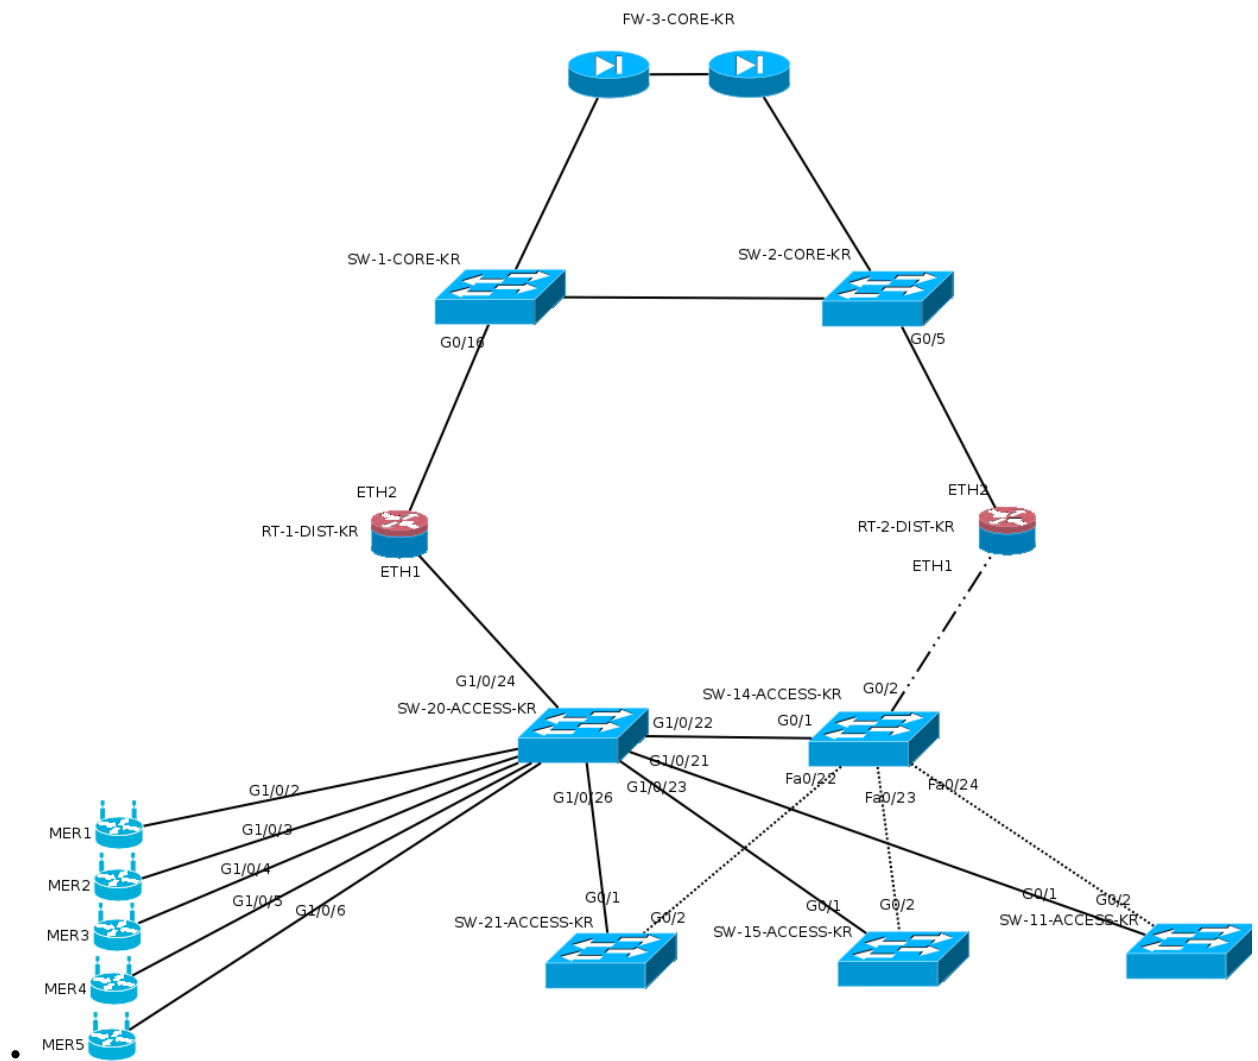 FW-3-CORE-KR
SW-1-CORE-KR
SW-2-CORE-KR
G0/16
G0/5
ETH2
ETH2
RT-1-DIST-KR
RT-2-DIST-KR
ETH1
ETH1
G1/0/24
G0/2
SW-14-ACCESS-KR
SW-20-ACCESS-KR
G1/0/22
G0/1
G1/0/21
Fa0/22
Fa0/24
G1/0/2
G1/0/26
G1/0/23
Fa0/23
MER1
G1/0/3
G1/0/4
MER2
G1/0/5
G1/0/6
G0/1
G0/2
G0/1
G0/2
G0/1
G0/2
SW-21-ACCESS-KR
SW-15-ACCESS-KR
SW-11-ACCESS-KR
MER3
MER4
MER5